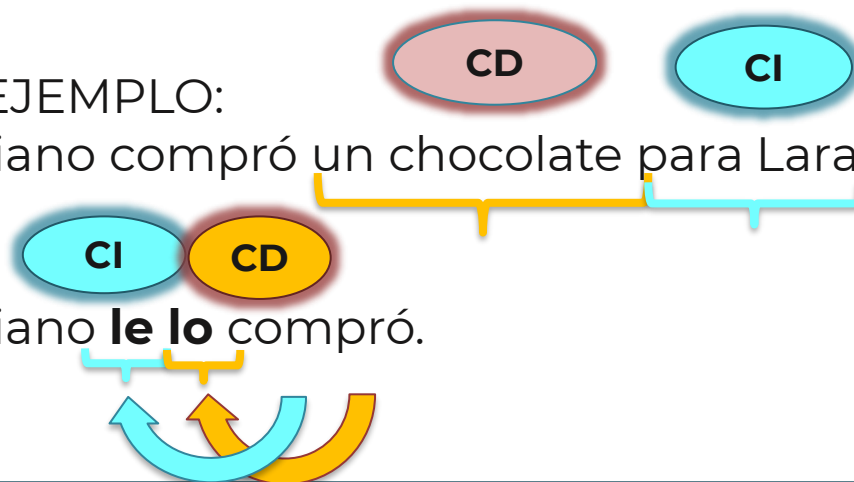 CD CI
EJEMPLO:
iano compró un chocolate para Lara
CI CD
iano le lo compró.